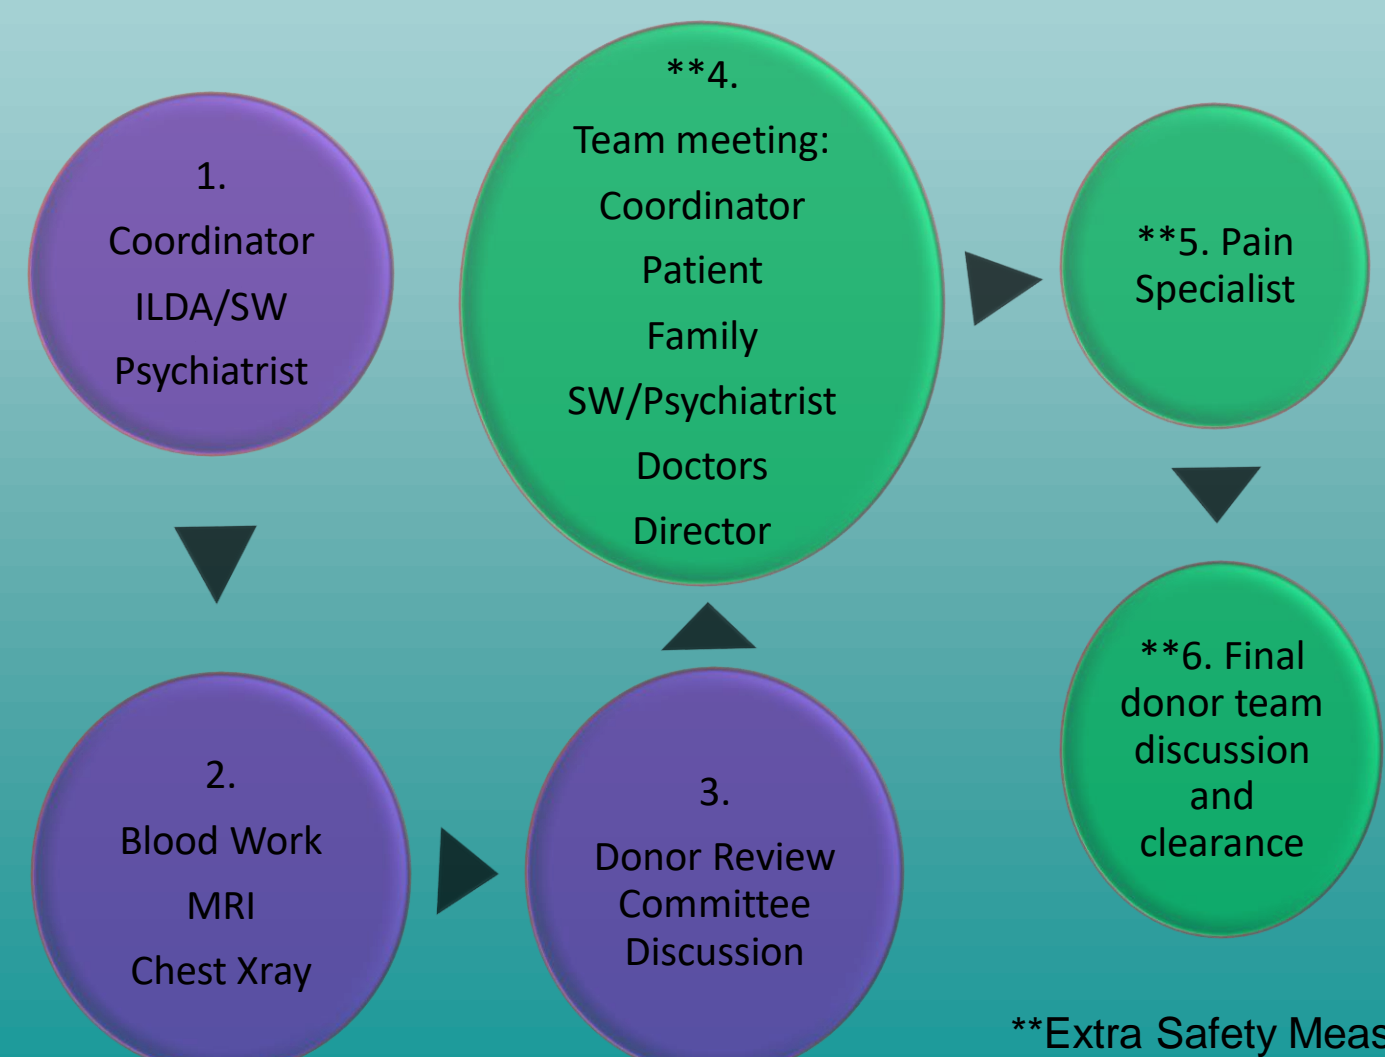 1.
Coordinator
ILDA/SW
Psychiatrist
2.
Blood Work
MRI
Chest Xray
3.
Donor Review
Committee
Discussion
**4.
Team meeting:
Coordinator
Patient
Family
SW/Psychiatrist
Doctors
Director
**5. Pain
Specialist
**6. Final
donor team
discussion
and
clearance
**Extra Safety Meas